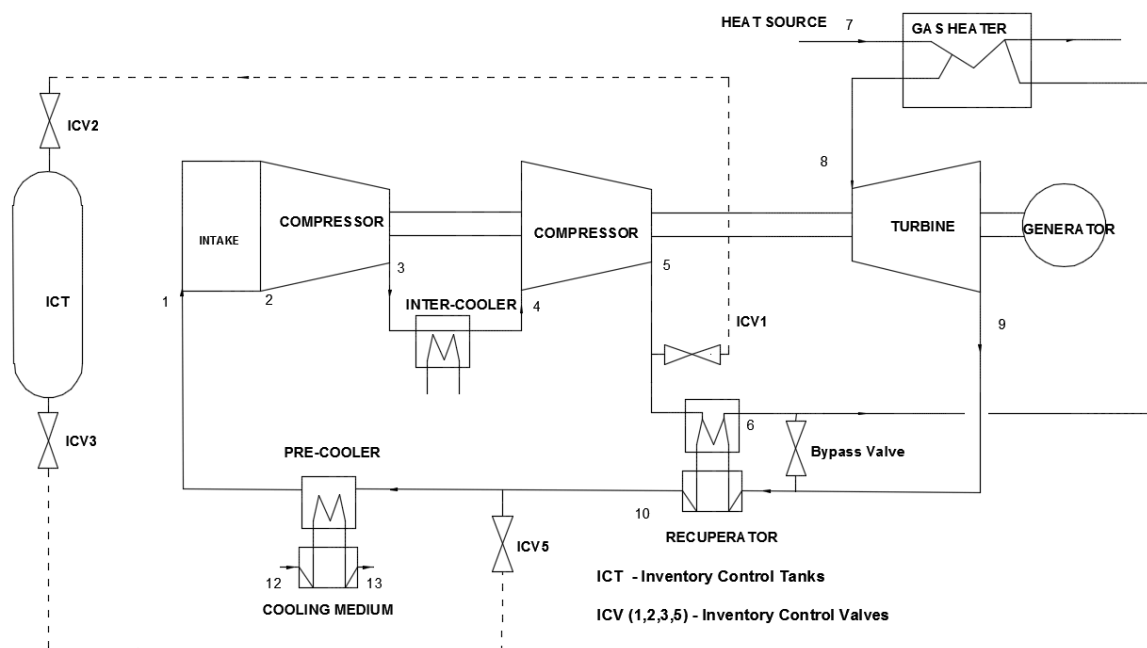 HEAT SOURCE
7
GAS HEATER
ICV2
8
COMPRESSOR
COMPRESSOR
TURBINE
GENERATOR
INTAKE
3
5
ICT
1
2
INTER-COOLER
4
ICV1
9
ICV3
6
PRE-COOLER
Bypass Valve
10
RECUPERATOR
ICV5
12
13
COOLING MEDIUM
ICT - Inventory Control Tanks
ICV (1,2,3,5) - Inventory Control Valves